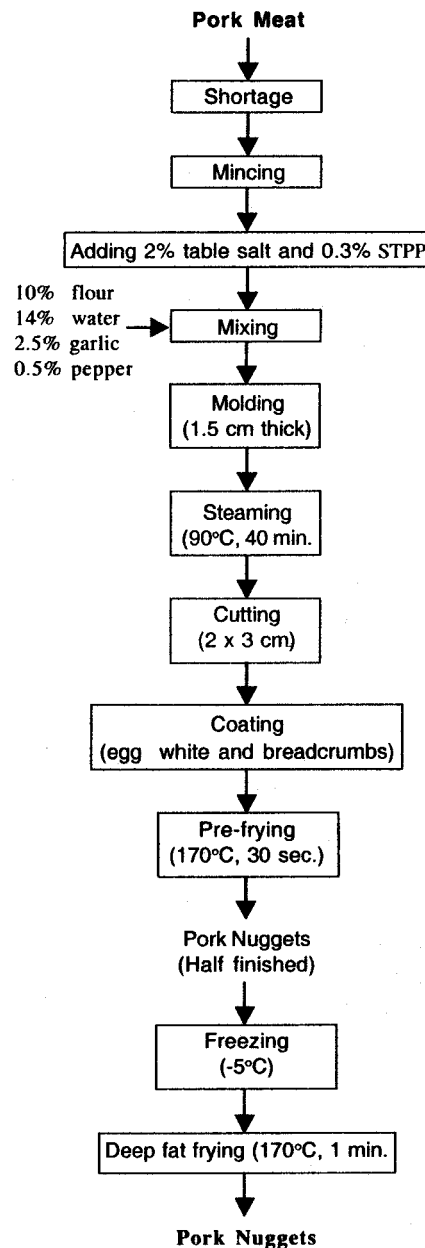 Pork Meat
Shortage
Mincing
Adding 2% table salt and 0.3% STPP
10% flour
14% water
2.5% garlic
0.5% pepper
Mixing
Molding
(1.5 cm thick)
Steaming
(90°C, 40 min.
Cutting
(2 x 3 cm)
Coating
(egg white and breadcrumbs)
Pre-frying
(170°C, 30 sec.)
Pork Nuggets
(Half finished)
Freezing
(-5°C)
Deep fat frying (170°C, 1 min.
Pork Nuggets